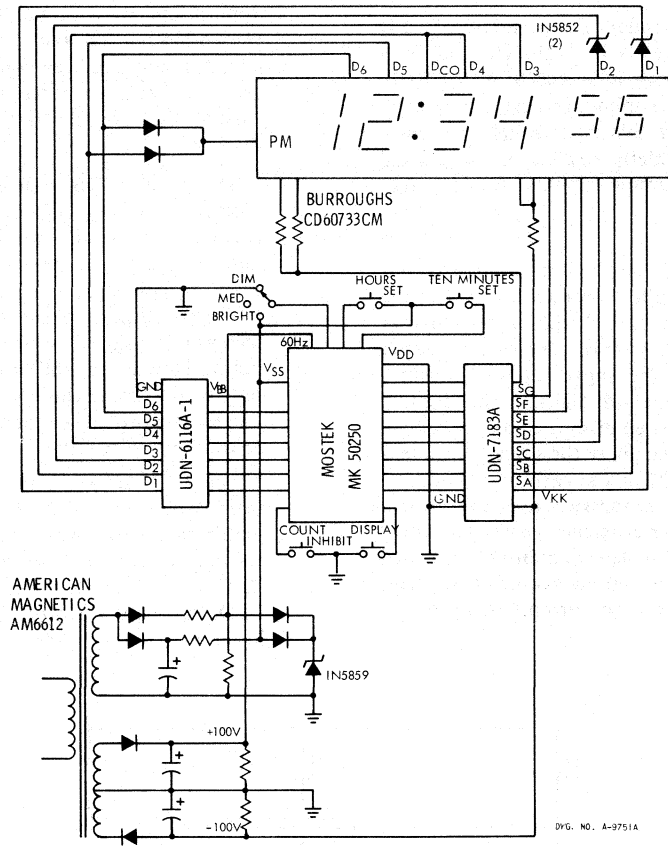 IN5852
(2)
D6 D5 DCO D4 D3 D2 D1
PM
12:34 56
BURROUGHS
CD60733CM
DIM
MED
BRIGHT
HOURS
SET
TEN MINUTES
SET
60Hz
VSS
VDD
GND
VBB
D6
D5
D4
D3
D2
D1
UDN-6116A-1
MOSTEK
MK 50250
UDN-7183A
SG
SF
SE
SD
SC
SB
SA
GND
VKK
COUNT
INHIBIT
DISPLAY
AMERICAN
MAGNETICS
AM6612
IN5859
+100V
-100V
DVG. NO. A-9751A